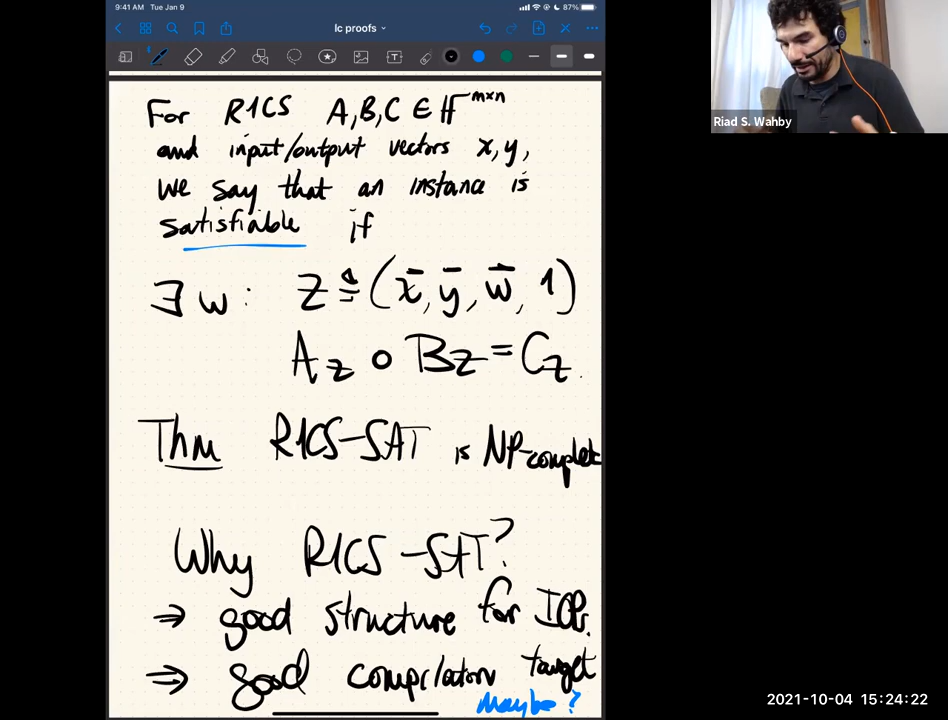 9:41 AM Tue Jan 9
87%
lc proofs
For R1CS A,B,C ∈ F^{m×n}
and input/output vectors x,y,
we say that an instance is
satisfiable if
∃ w: Z ≜ (x̄, ȳ, w̄, 1)
Az ∘ Bz = Cz.
Thm R1CS-SAT is NP-complete
Why R1CS-SAT?
⇒ good structure for IOPs.
⇒ good compilation target
Maybe?
Riad S. Wahby
2021-10-04 15:24:22